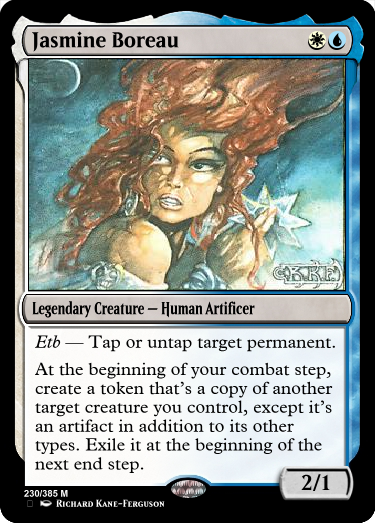 Jasmine Boreau
KRF
Legendary Creature — Human Artificer
Etb — Tap or untap target permanent.
At the beginning of your combat step,
create a token that's a copy of another
target creature you control, except it's
an artifact in addition to its other
types. Exile it at the beginning of the
next end step.
2/1
230/385 M
Richard Kane-Ferguson